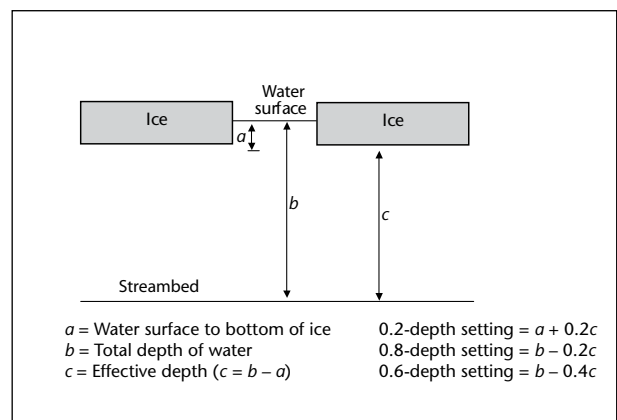 Water
surface
Ice
Ice
a
b
c
Streambed
a = Water surface to bottom of ice
b = Total depth of water
c = Effective depth (c = b – a)
0.2-depth setting = a + 0.2c
0.8-depth setting = b – 0.2c
0.6-depth setting = b – 0.4c